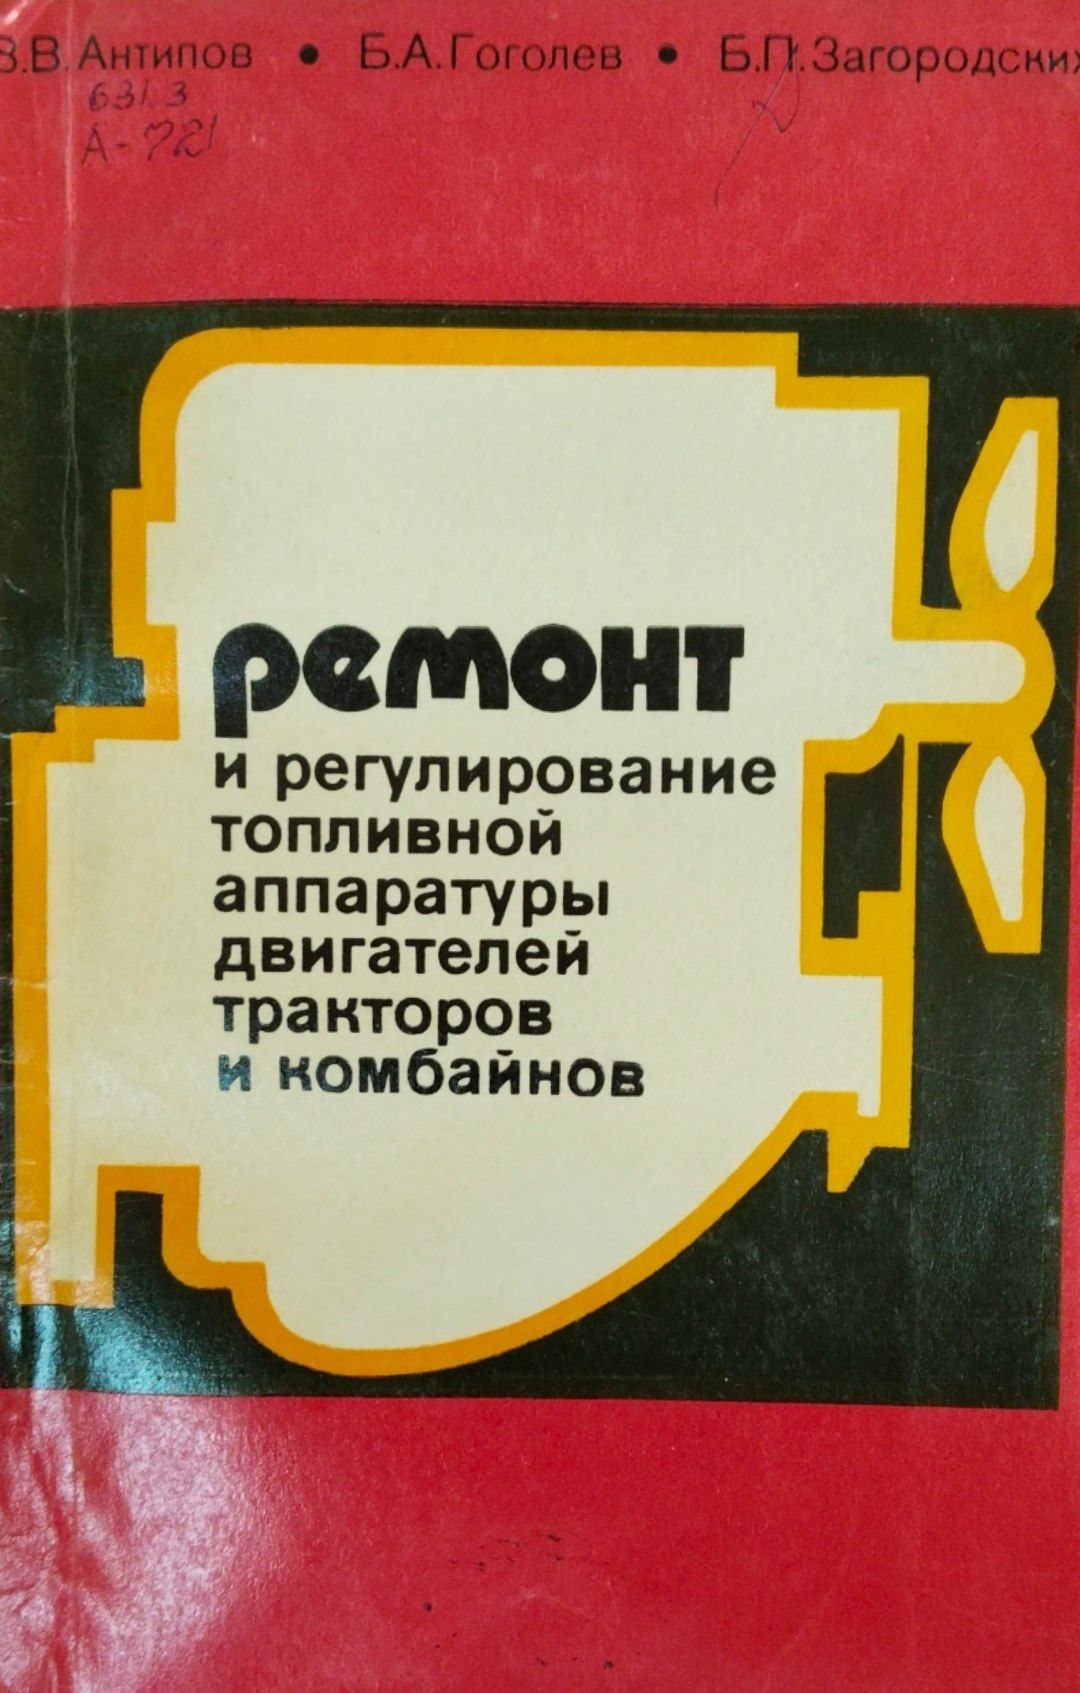 В.В.Антипов • Б.А.Гоголев • Б.П.Загородских
631.3
А-721
ремонт
и регулирование
топливной
аппаратуры
двигателей
тракторов
и комбайнов